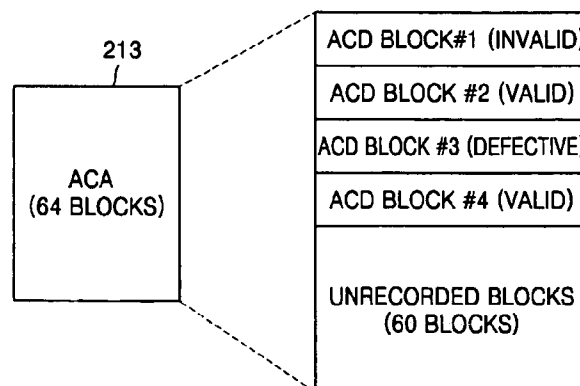 213
ACA
(64 BLOCKS)
ACD BLOCK#1 (INVALID)
ACD BLOCK #2 (VALID)
ACD BLOCK #3 (DEFECTIVE)
ACD BLOCK #4 (VALID)
UNRECORDED BLOCKS
(60 BLOCKS)